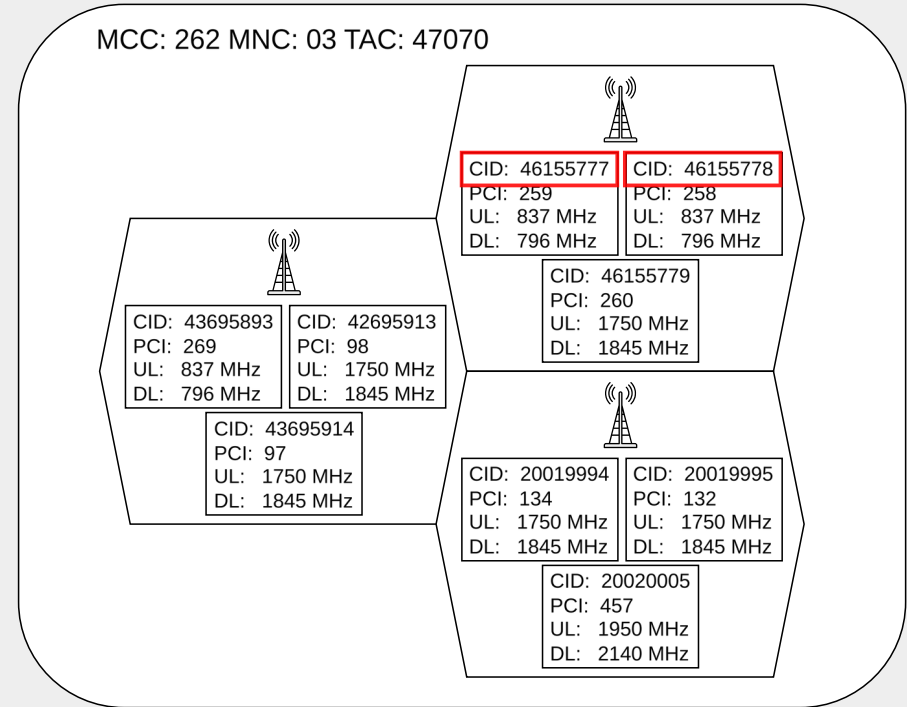 MCC: 262 MNC: 03 TAC: 47070
CID: 46155777
PCI: 259
UL: 837 MHz
DL: 796 MHz
CID: 46155778
PCI: 258
UL: 837 MHz
DL: 796 MHz
CID: 46155779
PCI: 260
UL: 1750 MHz
DL: 1845 MHz
CID: 43695893
PCI: 269
UL: 837 MHz
DL: 796 MHz
CID: 42695913
PCI: 98
UL: 1750 MHz
DL: 1845 MHz
CID: 43695914
PCI: 97
UL: 1750 MHz
DL: 1845 MHz
CID: 20019994
PCI: 134
UL: 1750 MHz
DL: 1845 MHz
CID: 20019995
PCI: 132
UL: 1750 MHz
DL: 1845 MHz
CID: 20020005
PCI: 457
UL: 1950 MHz
DL: 2140 MHz